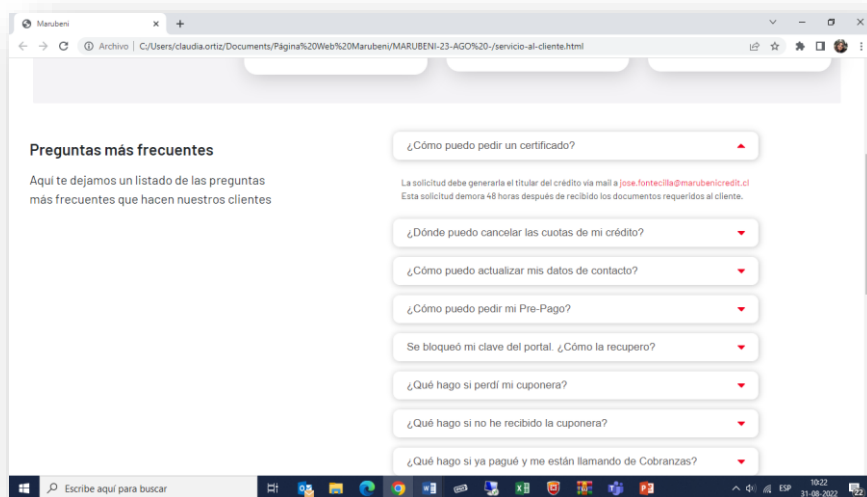 Marubeni
Archivo | C:/Users/claudia.ortiz/Documents/Página%20Web%20Marubeni/MARUBENI-23-AGO%20-/servicio-al-cliente.html
Preguntas más frecuentes
Aquí te dejamos un listado de las preguntas
más frecuentes que hacen nuestros clientes
¿Cómo puedo pedir un certificado?
La solicitud debe generarla el titular del crédito vía mail a jose.fontecilla@marubenicredit.cl
Esta solicitud demora 48 horas después de recibido los documentos requeridos al cliente.
¿Dónde puedo cancelar las cuotas de mi crédito?
¿Cómo puedo actualizar mis datos de contacto?
¿Cómo puedo pedir mi Pre-Pago?
Se bloqueó mi clave del portal. ¿Cómo la recupero?
¿Qué hago si perdí mi cuponera?
¿Qué hago si no he recibido la cuponera?
¿Qué hago si ya pagué y me están llamando de Cobranzas?
Escribe aquí para buscar
ESP
10:22
31-08-2022